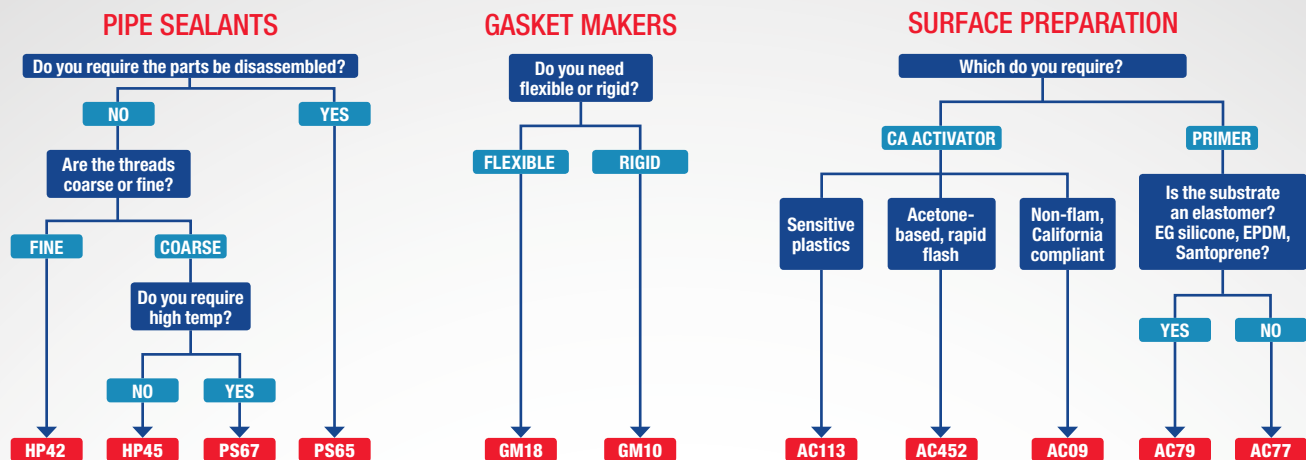 PIPE SEALANTS
Do you require the parts be disassembled?
NO
YES
Are the threads
coarse or fine?
FINE
COARSE
Do you require
high temp?
NO
YES
HP42
HP45
PS67
PS65
GASKET MAKERS
Do you need
flexible or rigid?
FLEXIBLE
RIGID
GM18
GM10
SURFACE PREPARATION
Which do you require?
CA ACTIVATOR
PRIMER
Sensitive
plastics
Acetone-
based, rapid
flash
Non-flam,
California
compliant
Is the substrate
an elastomer?
EG silicone, EPDM,
Santoprene?
YES
NO
AC113
AC452
AC09
AC79
AC77